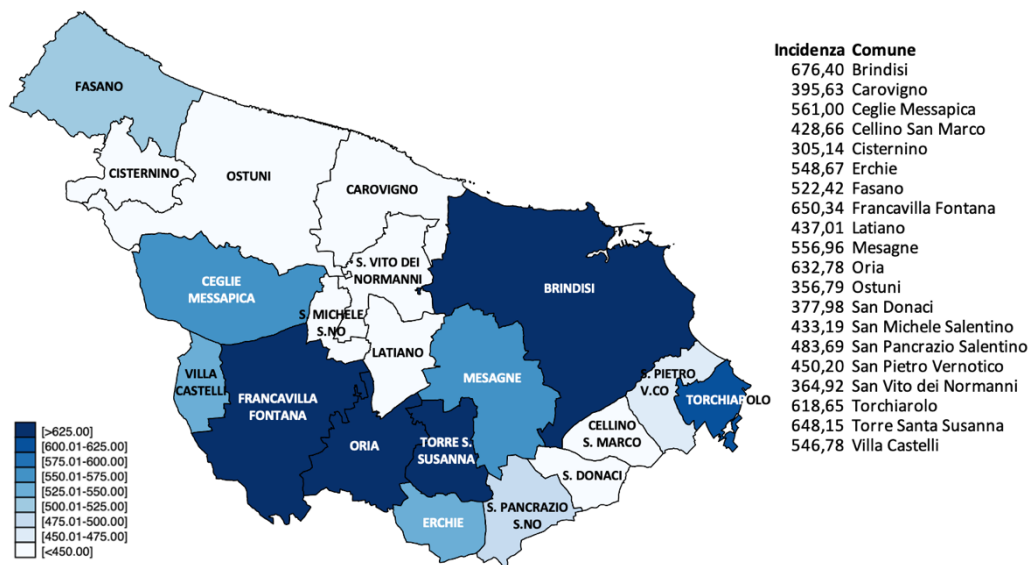 FASANO
CISTERNINO
OSTUNI
CAROVIGNO
S. VITO DEI
NORMANNI
CEGLIE
MESSAPICA
S. MICHELE
S.NO
BRINDISI
LATIANO
VILLA
CASTELLI
MESAGNE
S. PIETRO
V.CO
TORCHIAROLO
FRANCAVILLA
FONTANA
ORIA
TORRE S.
SUSANNA
CELLINO
S. MARCO
S. DONACI
S. PANCRAZIO
S.NO
ERCHIE
[>625.00]
[600.01-625.00]
[575.01-600.00]
[550.01-575.00]
[525.01-550.00]
[500.01-525.00]
[475.01-500.00]
[450.01-475.00]
[<450.00]
Incidenza Comune
676,40 Brindisi
395,63 Carovigno
561,00 Ceglie Messapica
428,66 Cellino San Marco
305,14 Cisternino
548,67 Erchie
522,42 Fasano
650,34 Francavilla Fontana
437,01 Latiano
556,96 Mesagne
632,78 Oria
356,79 Ostuni
377,98 San Donaci
433,19 San Michele Salentino
483,69 San Pancrazio Salentino
450,20 San Pietro Vernotico
364,92 San Vito dei Normanni
618,65 Torchiarolo
648,15 Torre Santa Susanna
546,78 Villa Castelli